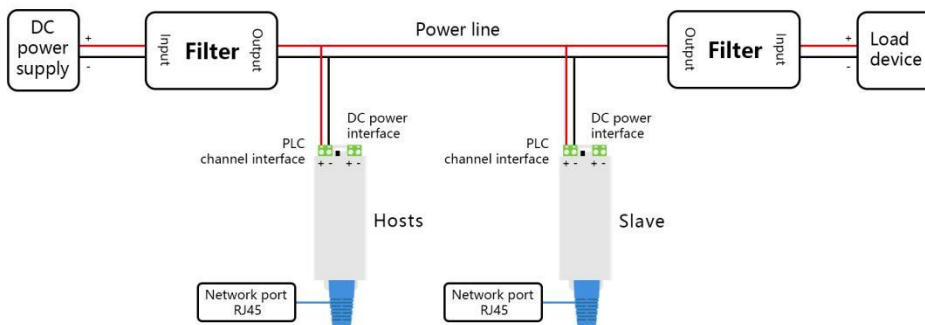 DC
power
supply
+
-
Input
Filter
Output
Power line
Output
Filter
Input
+
-
Load
device
PLC
channel interface
DC power
interface
+ - + -
Hosts
Network port
RJ45
PLC
channel interface
DC power
interface
+ - + -
Slave
Network port
RJ45